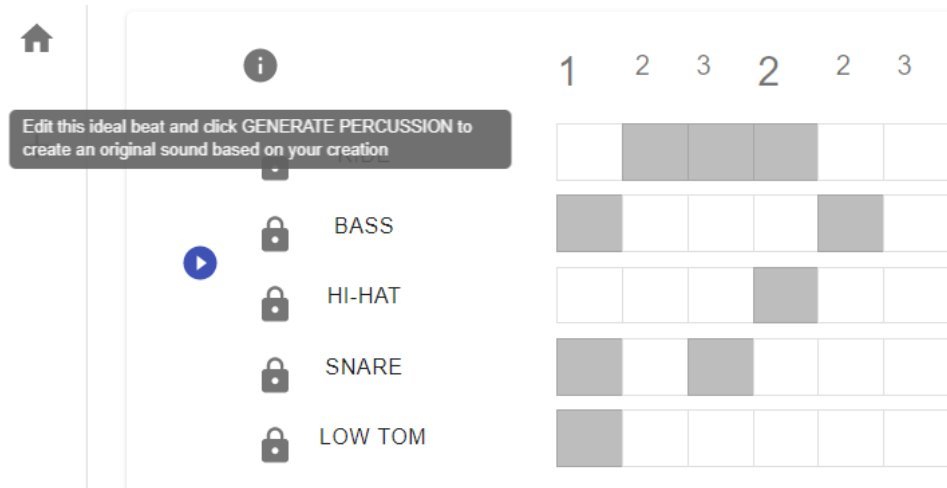 1 2 3 2 2 3
Edit this ideal beat and click GENERATE PERCUSSION to
create an original sound based on your creation
RIDE
BASS
HI-HAT
SNARE
LOW TOM